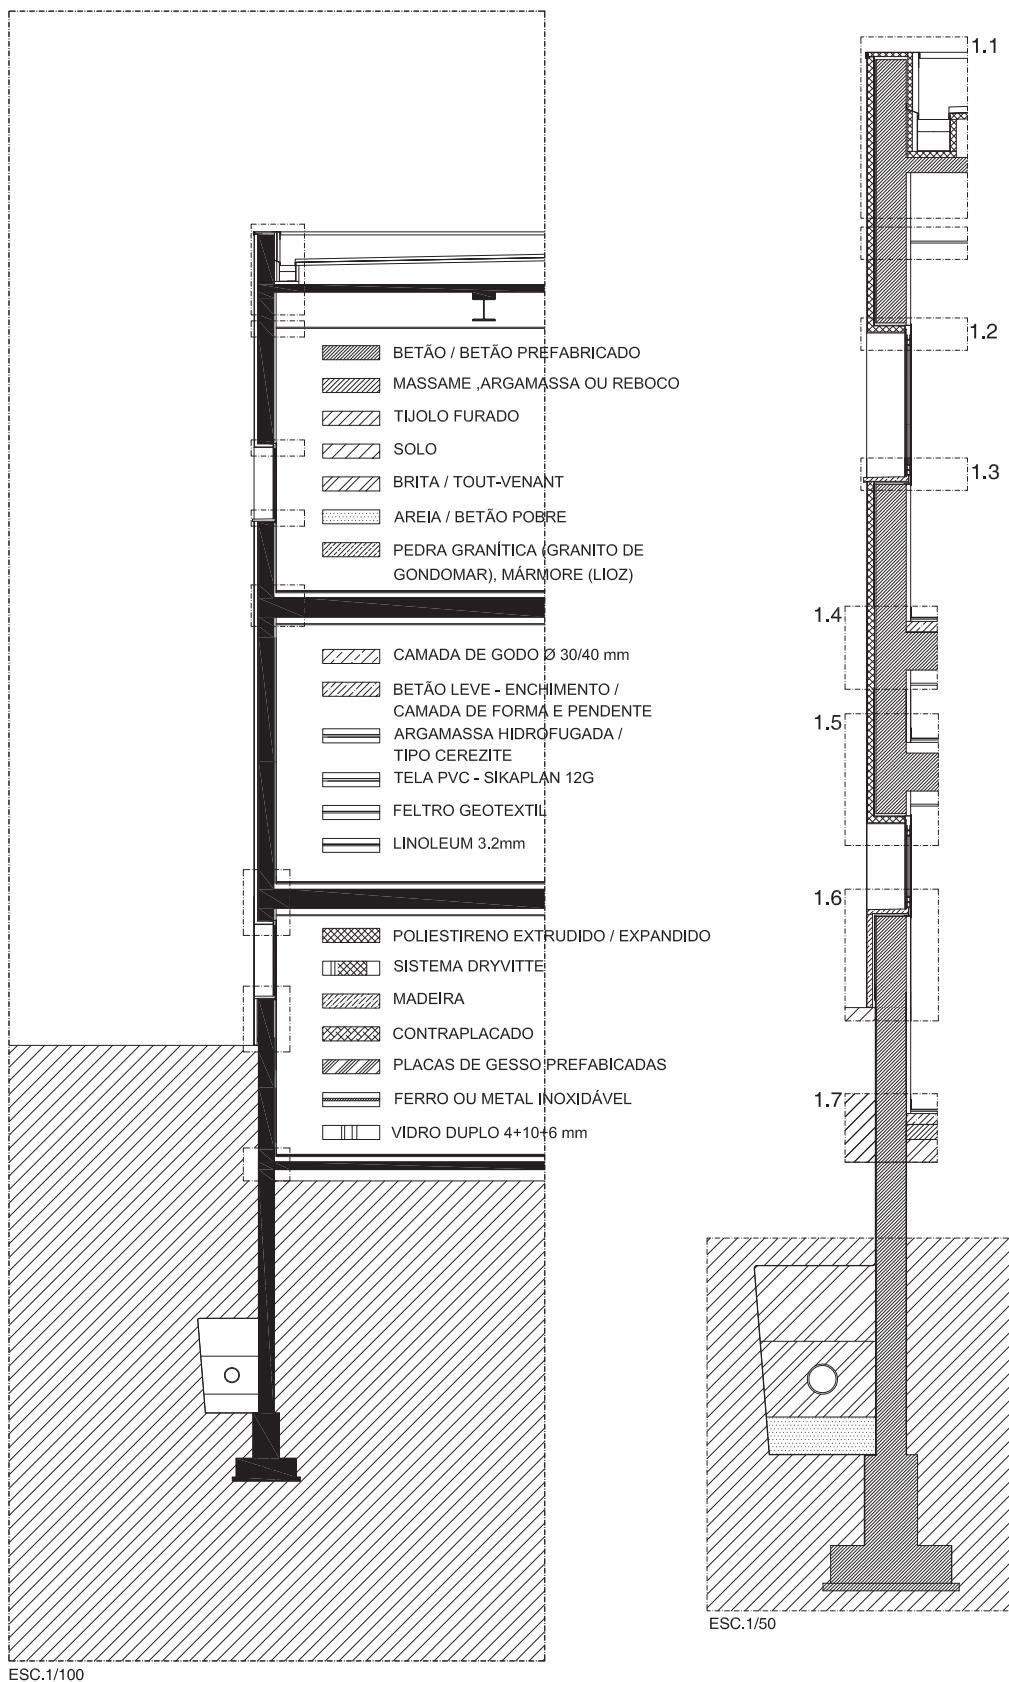 1.1
1.2
BETÃO / BETÃO PREFABRICADO
MASSAME ,ARGAMASSA OU REBOCO
TIJOLO FURADO
SOLO
1.3
BRITA / TOUT-VENANT
AREIA / BETÃO POBRE
PEDRA GRANÍTICA (GRANITO DE
GONDOMAR), MÁRMORE (LIOZ)
1.4
CAMADA DE GODO Ø 30/40 mm
BETÃO LEVE - ENCHIMENTO /
CAMADA DE FORMA E PENDENTE
1.5
ARGAMASSA HIDROFUGADA /
TIPO CEREZITE
TELA PVC - SIKAPLAN 12G
FELTRO GEOTEXTIL
LINOLEUM 3.2mm
1.6
POLIESTIRENO EXTRUDIDO / EXPANDIDO
SISTEMA DRYVITTE
MADEIRA
CONTRAPLACADO
PLACAS DE GESSO PREFABICADAS
1.7
FERRO OU METAL INOXIDÁVEL
VIDRO DUPLO 4+10+6 mm
ESC.1/50
ESC.1/100